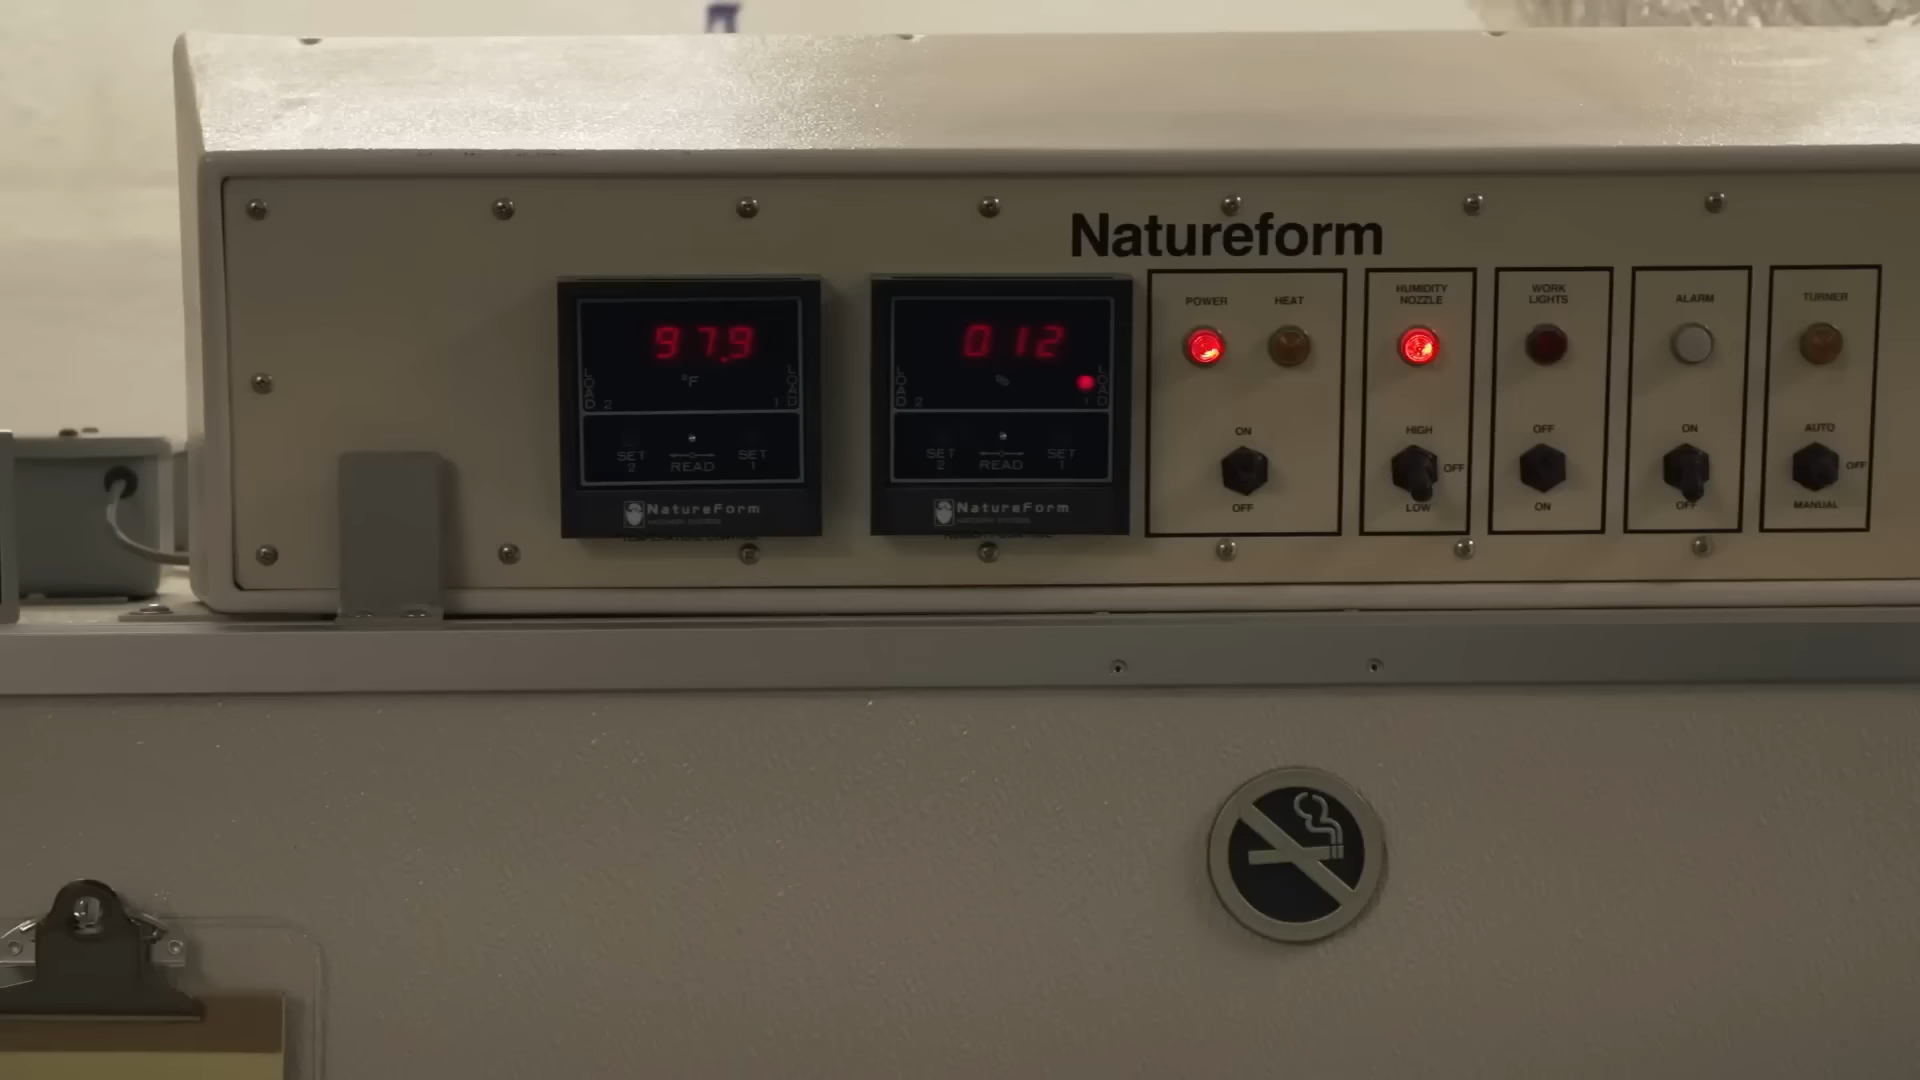 Natureform
97.9
°F
LOAD
2
LOAD
1
SET
2
READ
SET
1
NatureForm
012
%
LOAD
2
LOAD
1
SET
2
READ
SET
1
NatureForm
POWER
HEAT
ON
OFF
HUMIDITY
NOZZLE
HIGH
OFF
LOW
WORK
LIGHTS
OFF
ON
ALARM
ON
OFF
TURNER
AUTO
OFF
MANUAL